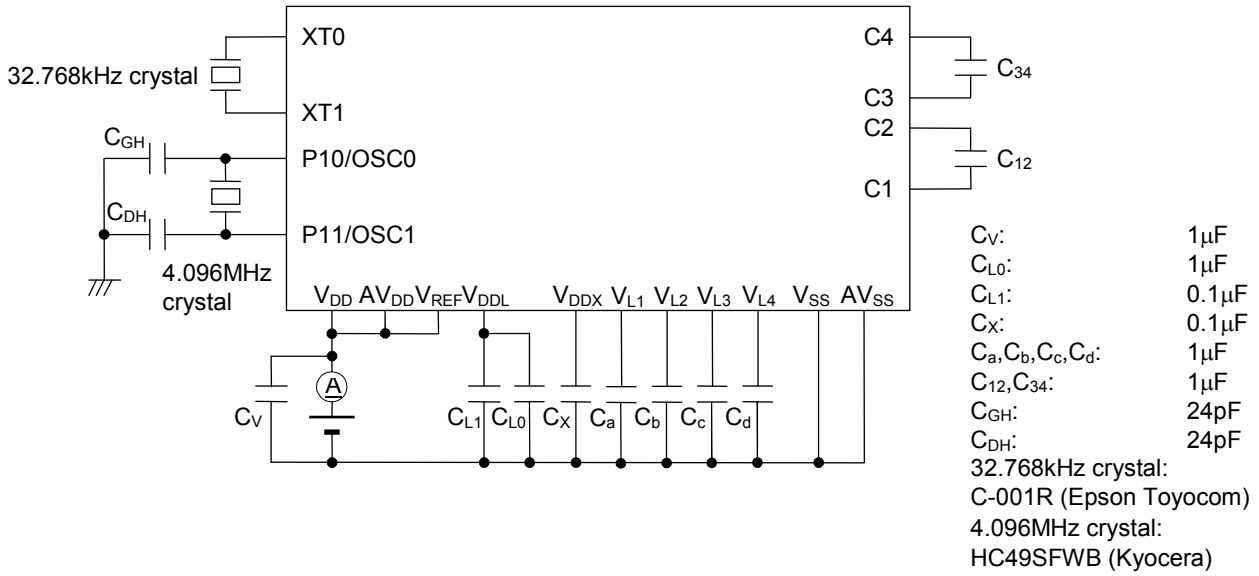 XT0
C4
32.768kHz crystal
C34
XT1
C3
C2
CGH
P10/OSC0
C12
C1
CDH
P11/OSC1
4.096MHz
crystal
VDD AVDD VREF VDDL VDDX VL1 VL2 VL3 VL4 VSS AVSS
A
CV CL1 CL0 CX Ca Cb Cc Cd
CV: 1μF
CL0: 1μF
CL1: 0.1μF
CX: 0.1μF
Ca,Cb,Cc,Cd: 1μF
C12,C34: 1μF
CGH: 24pF
CDH: 24pF
32.768kHz crystal:
C-001R (Epson Toyocom)
4.096MHz crystal:
HC49SFWB (Kyocera)